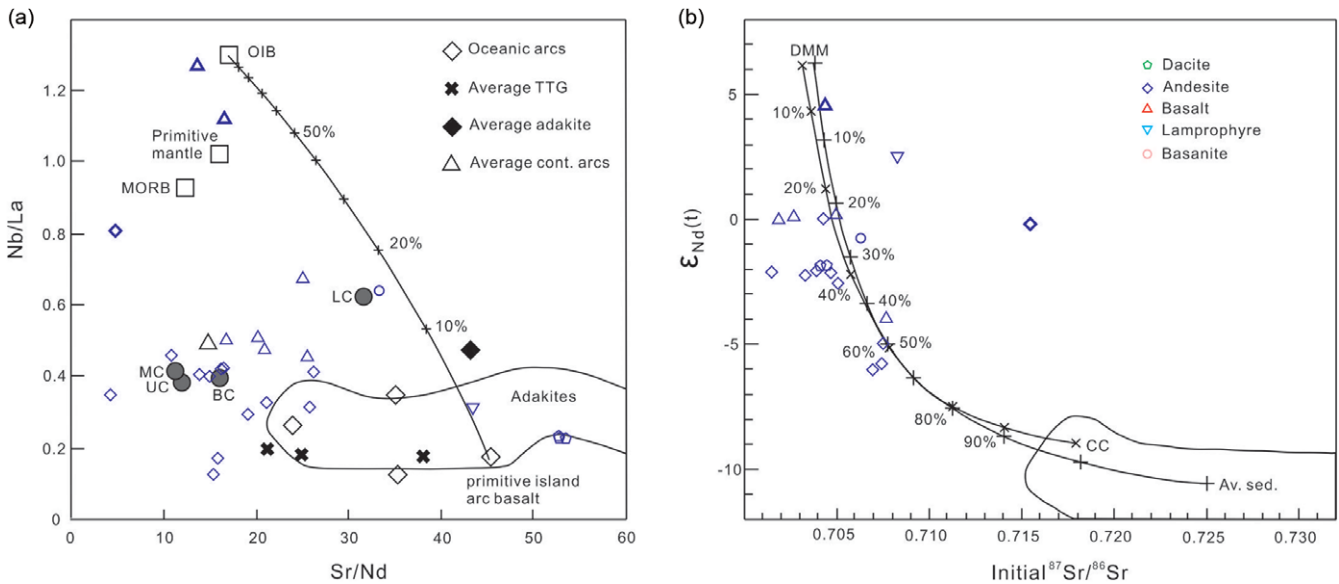 (a)
Nb/La
1.2
1.0
0.8
0.6
0.4
0.2
0
0
10
20
30
40
50
60
Sr/Nd
OIB
50%
Primitive
mantle
MORB
20%
LC
10%
MC
UC
BC
Adakites
primitive island
arc basalt
Oceanic arcs
Average TTG
Average adakite
Average cont. arcs
(b)
εNd(t)
5
0
-5
-10
0.705
0.710
0.715
0.720
0.725
0.730
Initial ⁸⁷Sr/⁸⁶Sr
DMM
10%
10%
20%
20%
30%
40%
40%
50%
60%
80%
90%
CC
Av. sed.
Dacite
Andesite
Basalt
Lamprophyre
Basanite